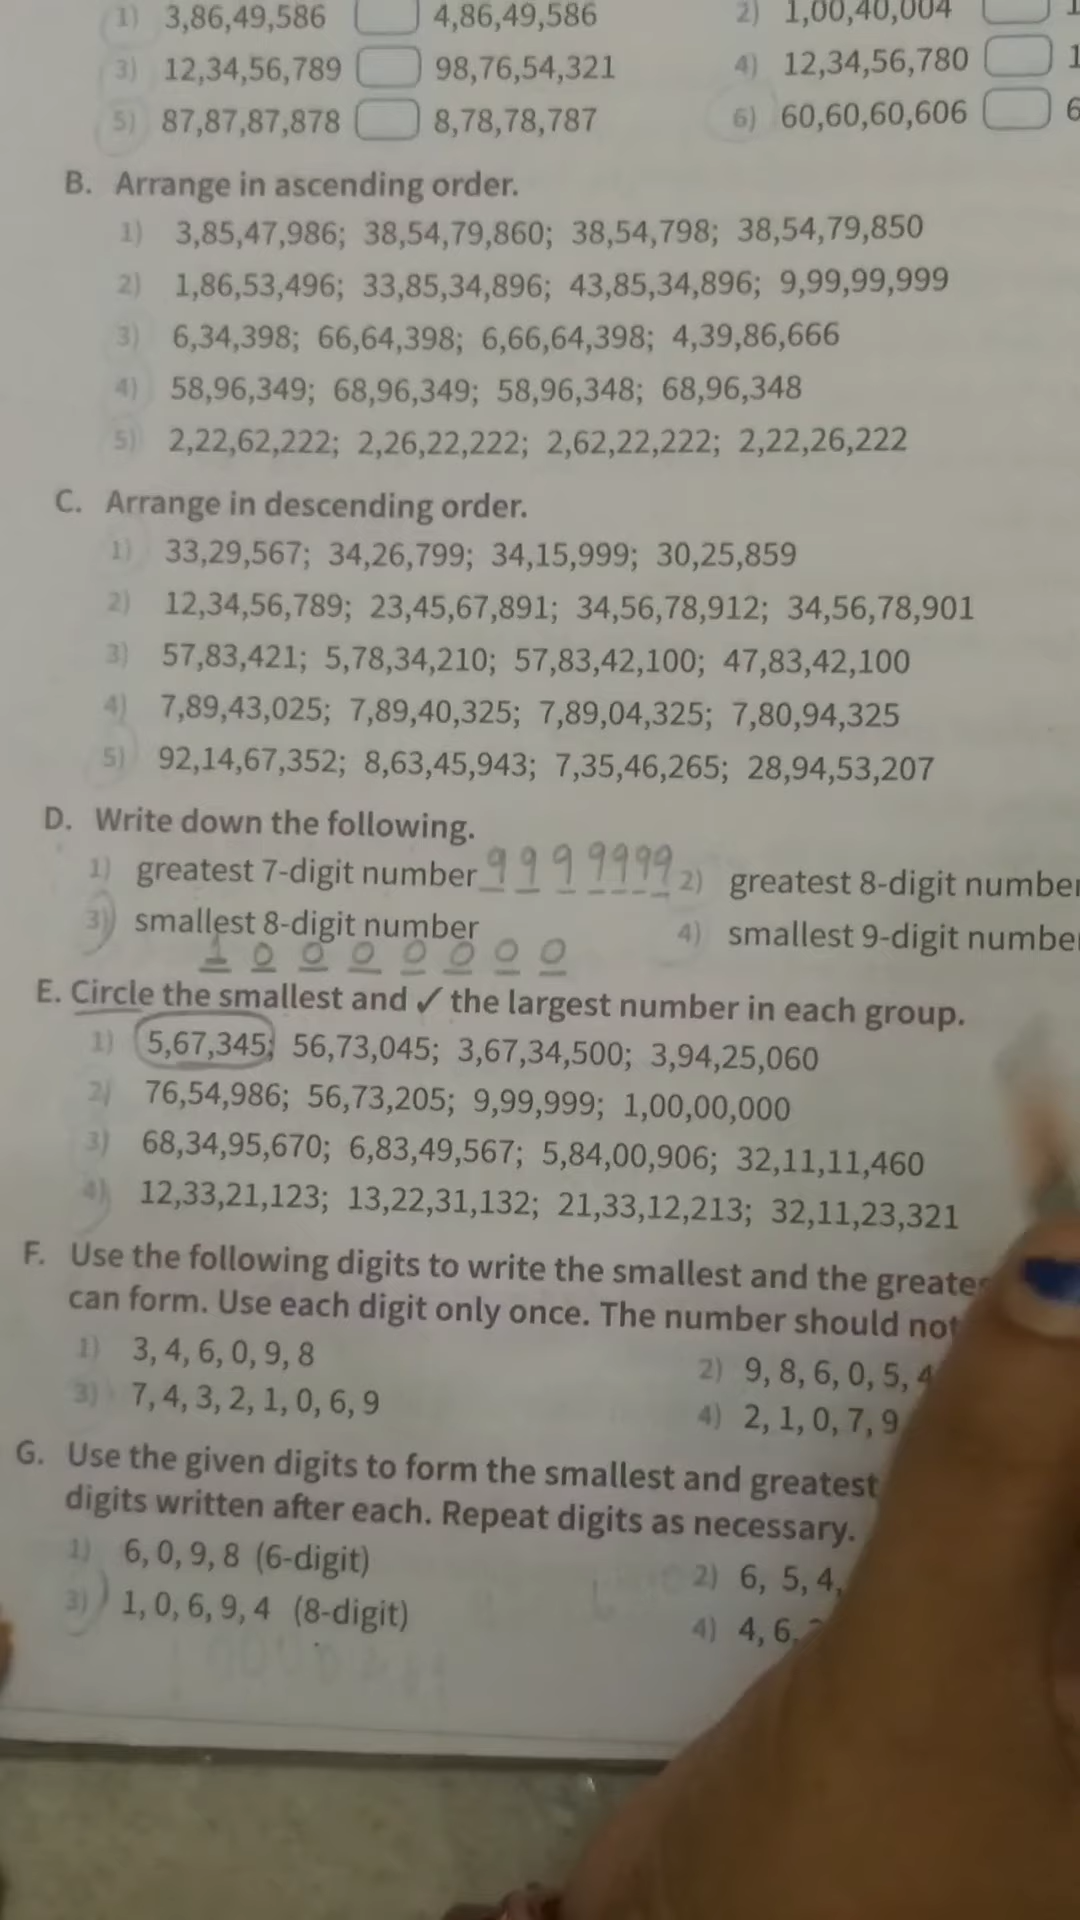 1) 3,86,49,586 4,86,49,586 2) 1,00,40,004 1
3) 12,34,56,789 98,76,54,321 4) 12,34,56,780 1
5) 87,87,87,878 8,78,78,787 6) 60,60,60,606 6
B. Arrange in ascending order.
1) 3,85,47,986; 38,54,79,860; 38,54,798; 38,54,79,850
2) 1,86,53,496; 33,85,34,896; 43,85,34,896; 9,99,99,999
3) 6,34,398; 66,64,398; 6,66,64,398; 4,39,86,666
4) 58,96,349; 68,96,349; 58,96,348; 68,96,348
5) 2,22,62,222; 2,26,22,222; 2,62,22,222; 2,22,26,222
C. Arrange in descending order.
1) 33,29,567; 34,26,799; 34,15,999; 30,25,859
2) 12,34,56,789; 23,45,67,891; 34,56,78,912; 34,56,78,901
3) 57,83,421; 5,78,34,210; 57,83,42,100; 47,83,42,100
4) 7,89,43,025; 7,89,40,325; 7,89,04,325; 7,80,94,325
5) 92,14,67,352; 8,63,45,943; 7,35,46,265; 28,94,53,207
D. Write down the following.
1) greatest 7-digit number 9999999 2) greatest 8-digit number
3) smallest 8-digit number 4) smallest 9-digit number
1 0 0 0 0 0 0 0
E. Circle the smallest and ✓ the largest number in each group.
1) 5,67,345; 56,73,045; 3,67,34,500; 3,94,25,060
2) 76,54,986; 56,73,205; 9,99,999; 1,00,00,000
3) 68,34,95,670; 6,83,49,567; 5,84,00,906; 32,11,11,460
4) 12,33,21,123; 13,22,31,132; 21,33,12,213; 32,11,23,321
F. Use the following digits to write the smallest and the greates
can form. Use each digit only once. The number should not
1) 3, 4, 6, 0, 9, 8 2) 9, 8, 6, 0, 5, 4
3) 7, 4, 3, 2, 1, 0, 6, 9 4) 2, 1, 0, 7, 9
G. Use the given digits to form the smallest and greatest
digits written after each. Repeat digits as necessary.
1) 6, 0, 9, 8 (6-digit) 2) 6, 5, 4,
3) 1, 0, 6, 9, 4 (8-digit) 4) 4, 6,